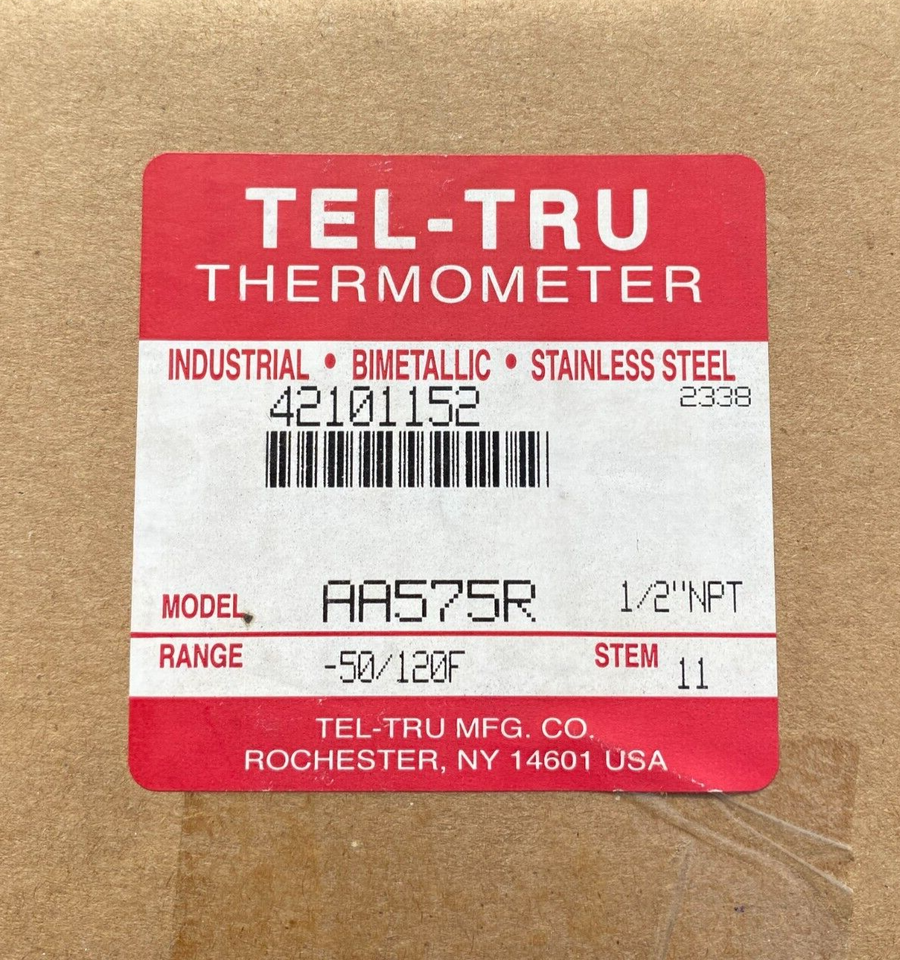 TEL-TRU
THERMOMETER
INDUSTRIAL • BIMETALLIC • STAINLESS STEEL
42101152 2338
MODEL AA575R 1/2"NPT
RANGE -50/120F STEM 11
TEL-TRU MFG. CO.
ROCHESTER, NY 14601 USA